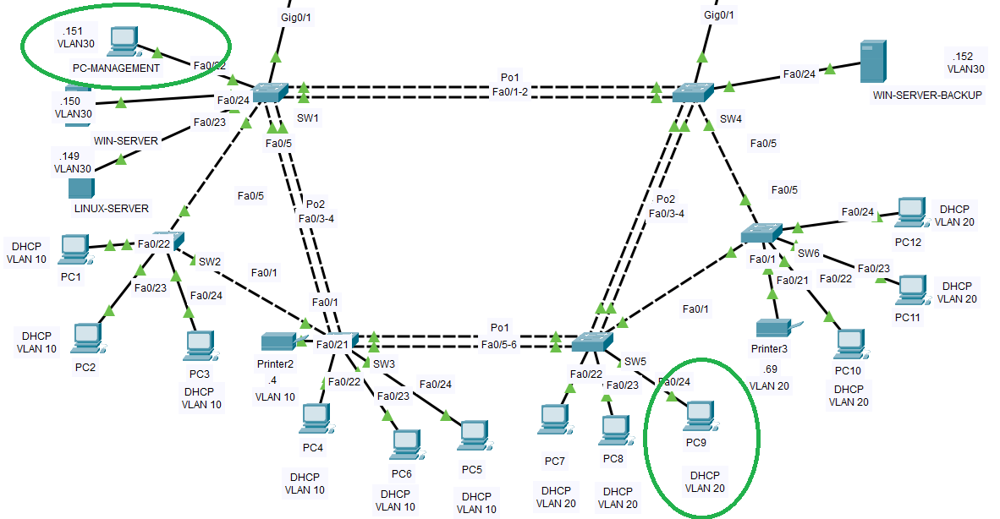 Gig0/1
Gig0/1
.151
VLAN30
PC-MANAGEMENT
Fa0/22
.150
VLAN30
WIN-SERVER
Fa0/24
Fa0/23
.149
VLAN30
LINUX-SERVER
SW1
Fa0/5
Po1
Fa0/1-2
SW4
Fa0/24
.152
VLAN30
WIN-SERVER-BACKUP
Fa0/5
Fa0/5
Po2
Fa0/3-4
Po2
Fa0/3-4
Fa0/5
DHCP
VLAN 10
PC1
Fa0/22
SW2
Fa0/23
Fa0/24
Fa0/1
DHCP
VLAN 10
PC2
PC3
DHCP
VLAN 10
Fa0/1
Fa0/21
Printer2
.4
VLAN 10
SW3
Fa0/22
Fa0/23
Fa0/24
PC4
DHCP
VLAN 10
PC6
DHCP
VLAN 10
PC5
DHCP
VLAN 10
Po1
Fa0/5-6
SW5
Fa0/22
Fa0/23
Fa0/24
PC7
DHCP
VLAN 20
PC8
DHCP
VLAN 20
PC9
DHCP
VLAN 20
Fa0/1
Fa0/1
SW6
Fa0/24
DHCP
VLAN 20
PC12
Fa0/23
Fa0/22
Fa0/21
DHCP
VLAN 20
PC11
Printer3
.69
VLAN 20
PC10
DHCP
VLAN 20